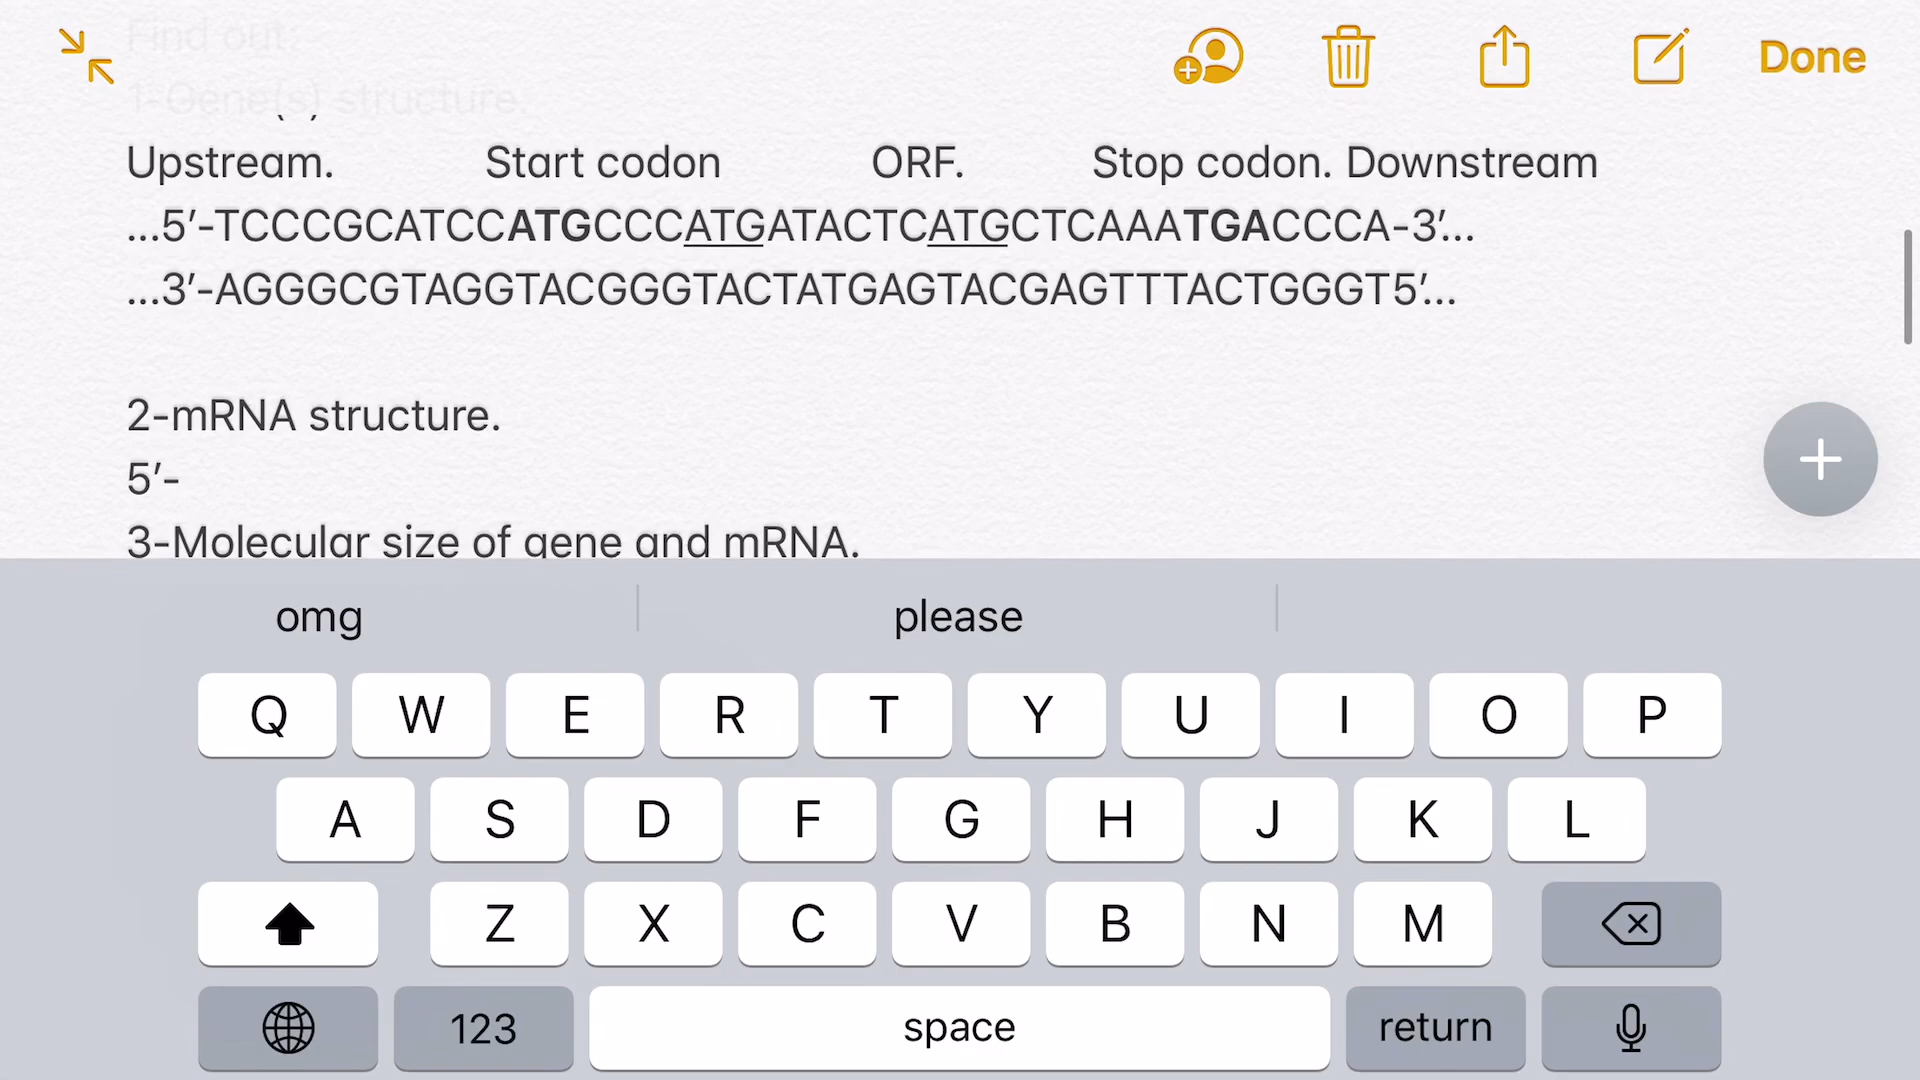 Find out:
Done
1-Gene(s) structure.
Upstream. Start codon ORF. Stop codon. Downstream
...5'-TCCCGCATCCATGCCCATGATACTCATGCTCAAATGACCCA-3'...
...3'-AGGGCGTAGGTACGGGTACTATGAGTACGAGTTTACTGGGT5'...
2-mRNA structure.
5'-
3-Molecular size of gene and mRNA.
omg please
Q W E R T Y U I O P
A S D F G H J K L
Z X C V B N M
123 space return